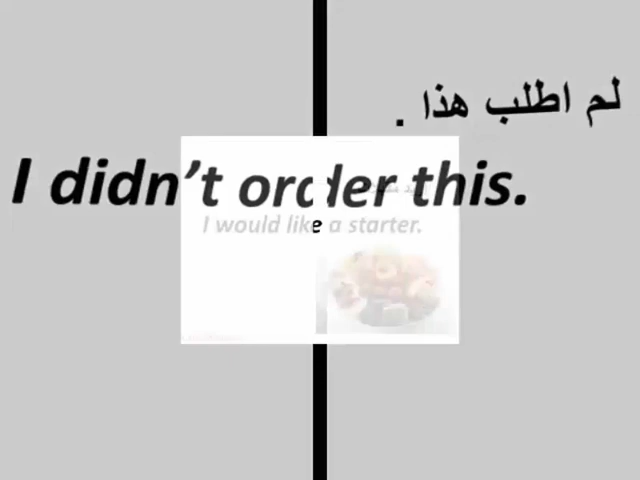 لم اطلب هذا .
I didn't order this.
I would like a starter.